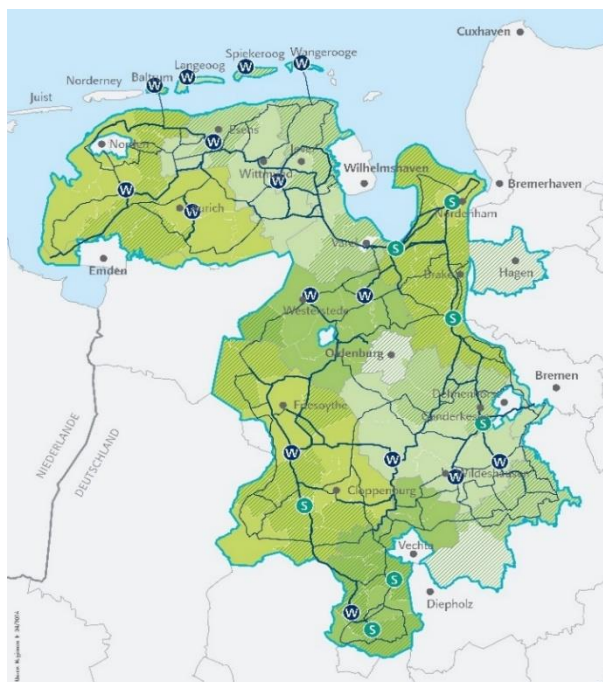 Cuxhaven
Spiekeroog
Wangerooge
Langeoog
Norderney
Baltrum
W
W
W
W
Juist
Esens
Norden
W
Jever
Wittmund
W
Wilhelmshaven
Bremerhaven
W
Aurich
W
S
Nordenham
Varel
S
Emden
Brake
Hagen
W
W
Westerstede
S
Oldenburg
Bremen
Delmenhorst
Friesoythe
S
NIEDERLANDE
DEUTSCHLAND
W
W
W
Wildeshausen
W
Cloppenburg
S
Vechta
S
Diepholz
W
S